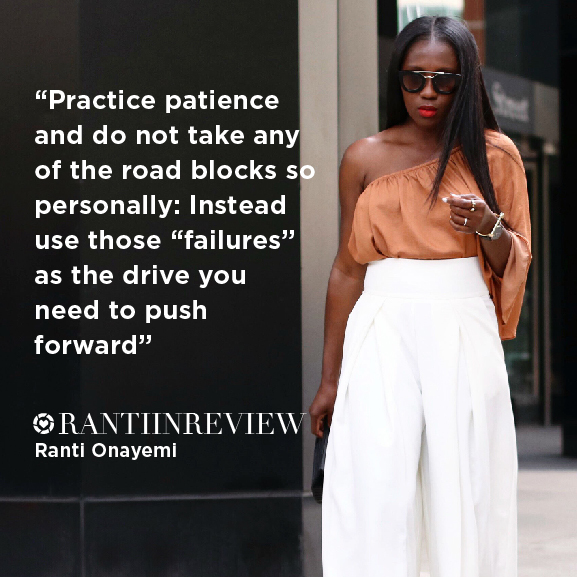 “Practice patience
and do not take any
of the road blocks so
personally: Instead
use those “failures”
as the drive you
need to push
forward”
RANTIINREVIEW
Ranti Onayemi